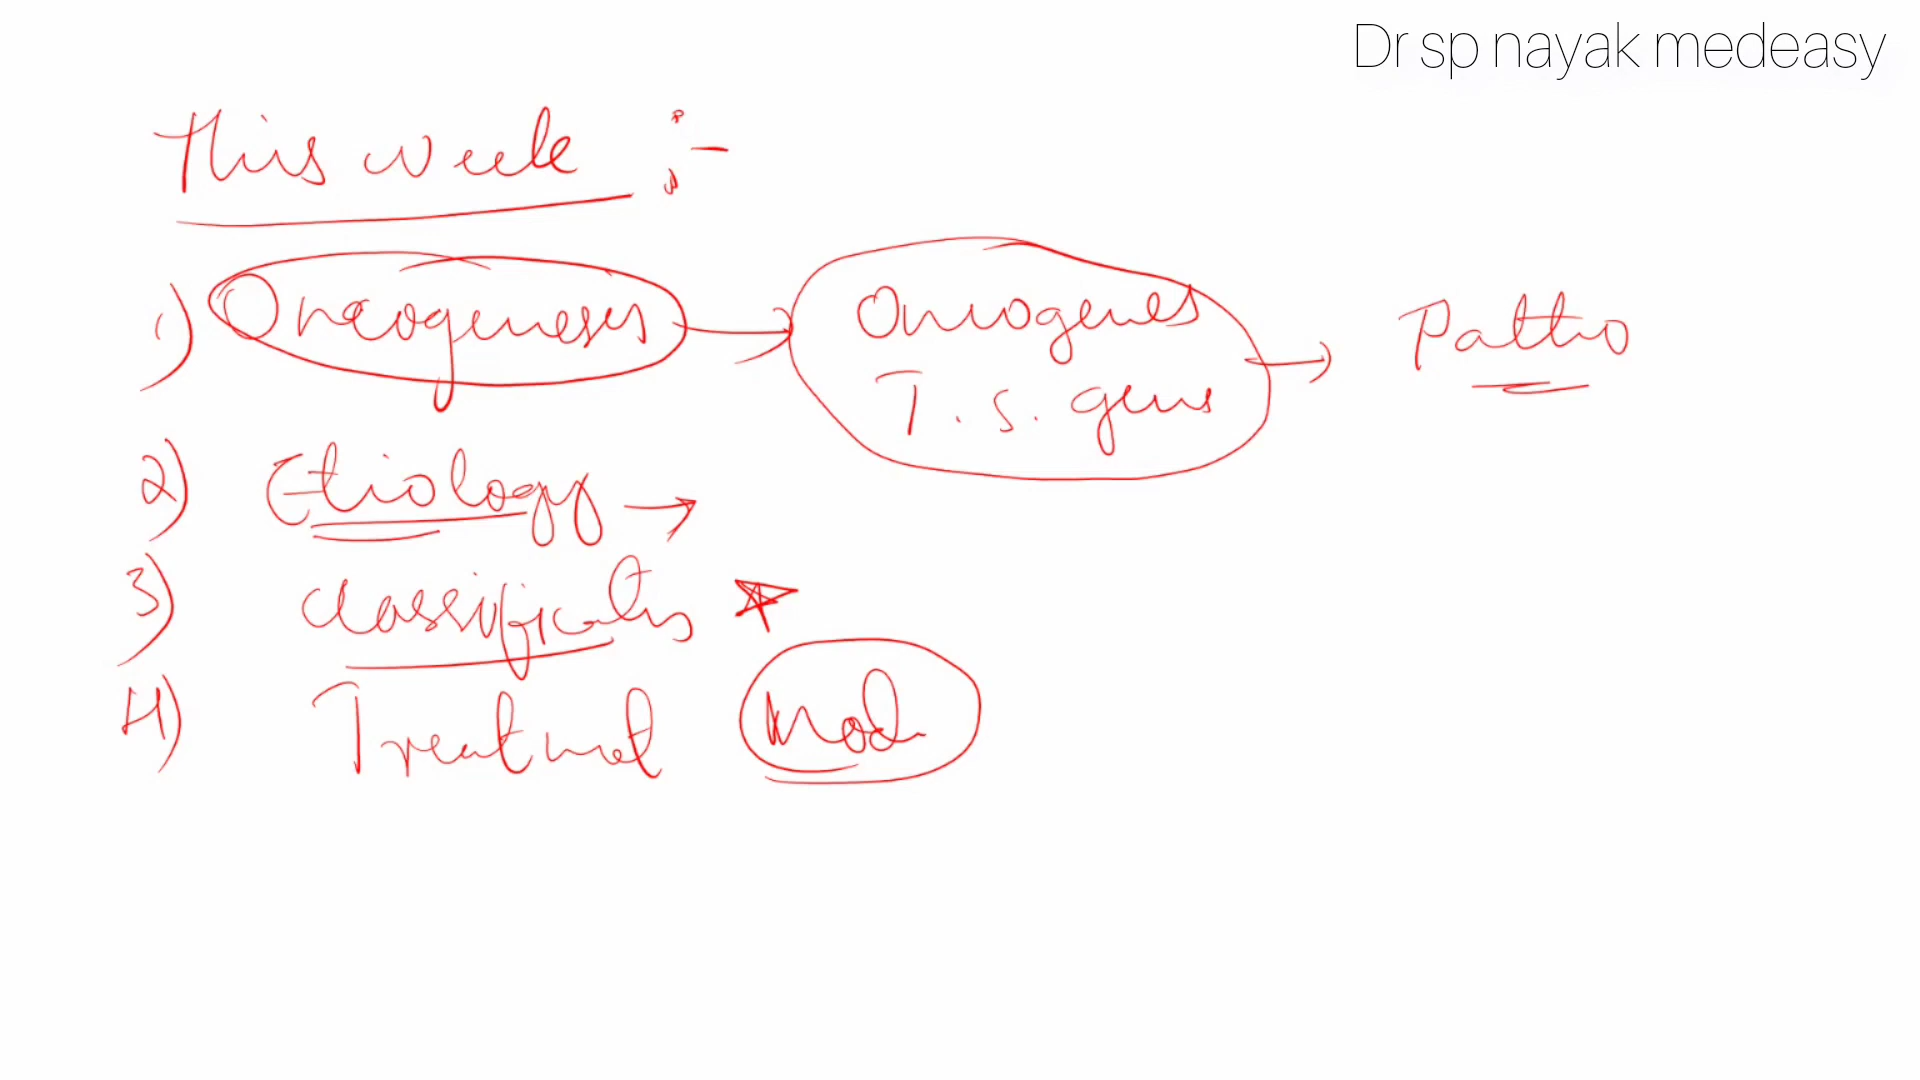 Dr sp nayak medeasy
This week :-
1) Oncogenesis → Oncogenes → Patho
T.S. genes
2) Etiology →
3) Classification ★
4) Treatment Mod